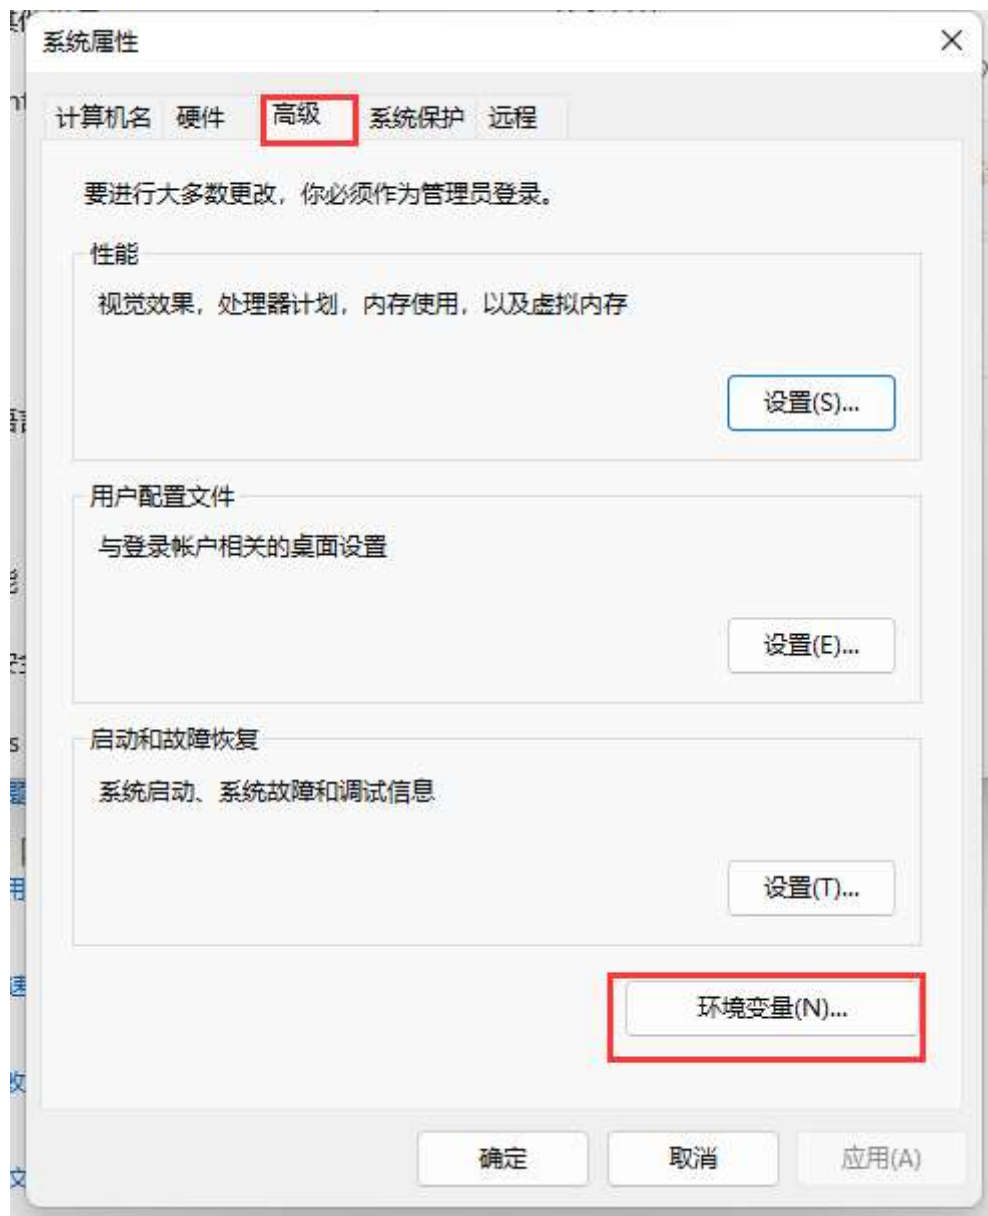 系统属性
计算机名 硬件 高级 系统保护 远程
要进行大多数更改，你必须作为管理员登录。
性能
视觉效果，处理器计划，内存使用，以及虚拟内存
设置(S)...
用户配置文件
与登录帐户相关的桌面设置
设置(E)...
启动和故障恢复
系统启动、系统故障和调试信息
设置(T)...
环境变量(N)...
确定 取消 应用(A)